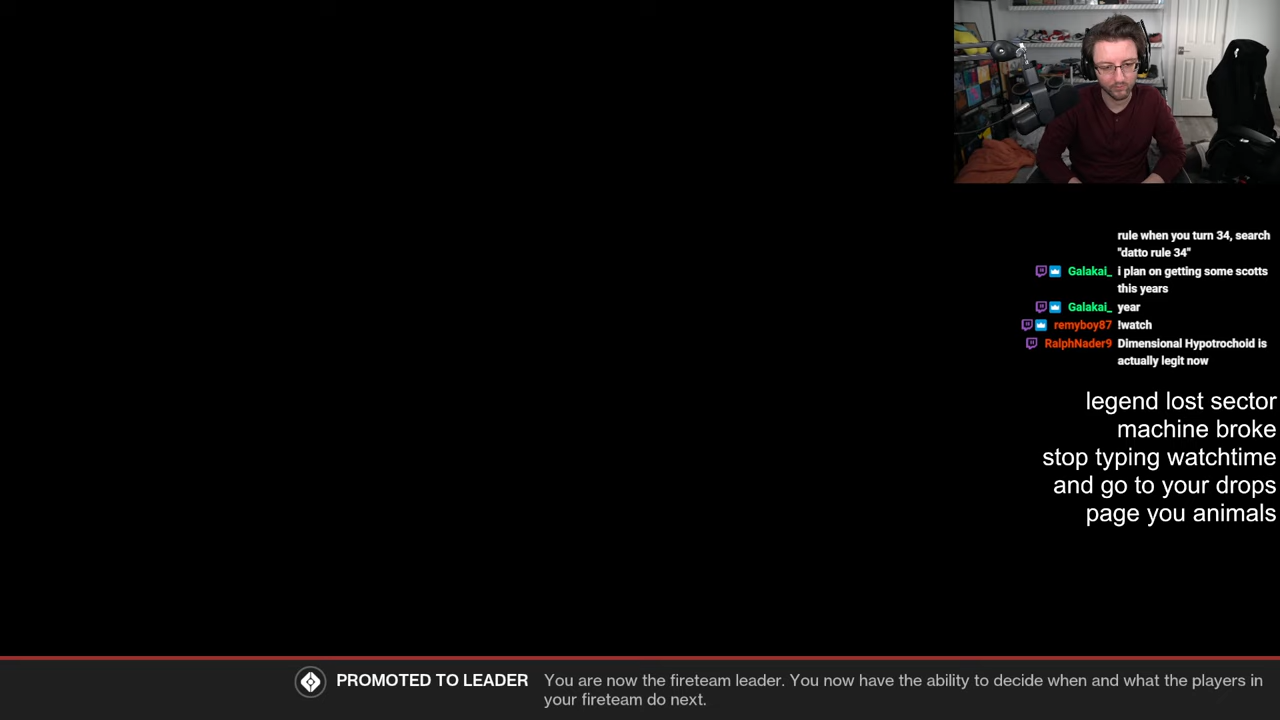 rule when you turn 34, search
"datto rule 34"
Galakai_ i plan on getting some scotts
this years
Galakai_ year
remyboy87 !watch
RalphNader9 Dimensional Hypotrochoid is
actually legit now
legend lost sector
machine broke
stop typing watchtime
and go to your drops
page you animals
PROMOTED TO LEADER You are now the fireteam leader. You now have the ability to decide when and what the players in
your fireteam do next.